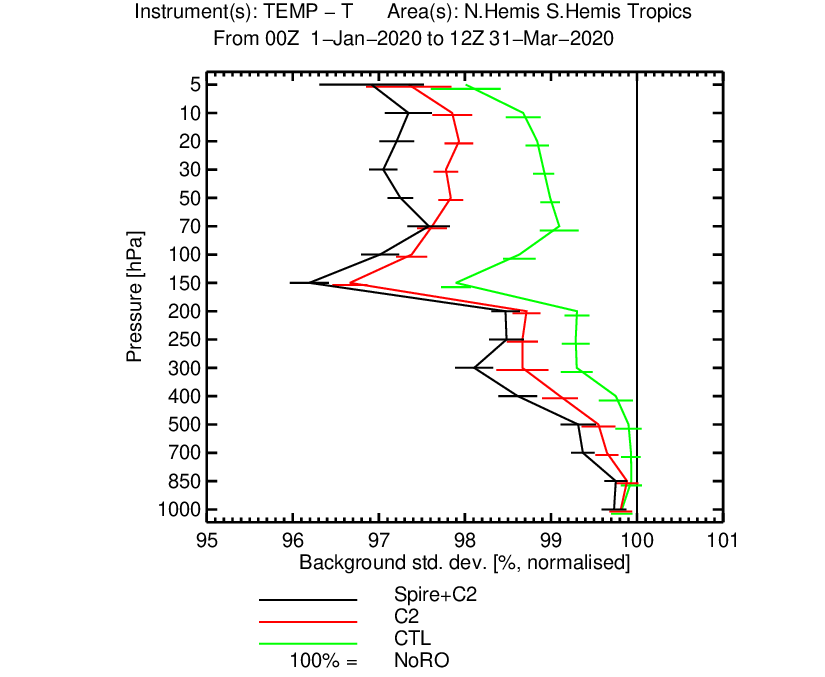 Instrument(s): TEMP − T Area(s): N.Hemis S.Hemis Tropics
From 00Z 1−Jan−2020 to 12Z 31−Mar−2020
Pressure [hPa]
5
10
20
30
50
70
100
150
200
250
300
400
500
700
850
1000
95 96 97 98 99 100 101
Background std. dev. [%, normalised]
Spire+C2
C2
CTL
100% = NoRO